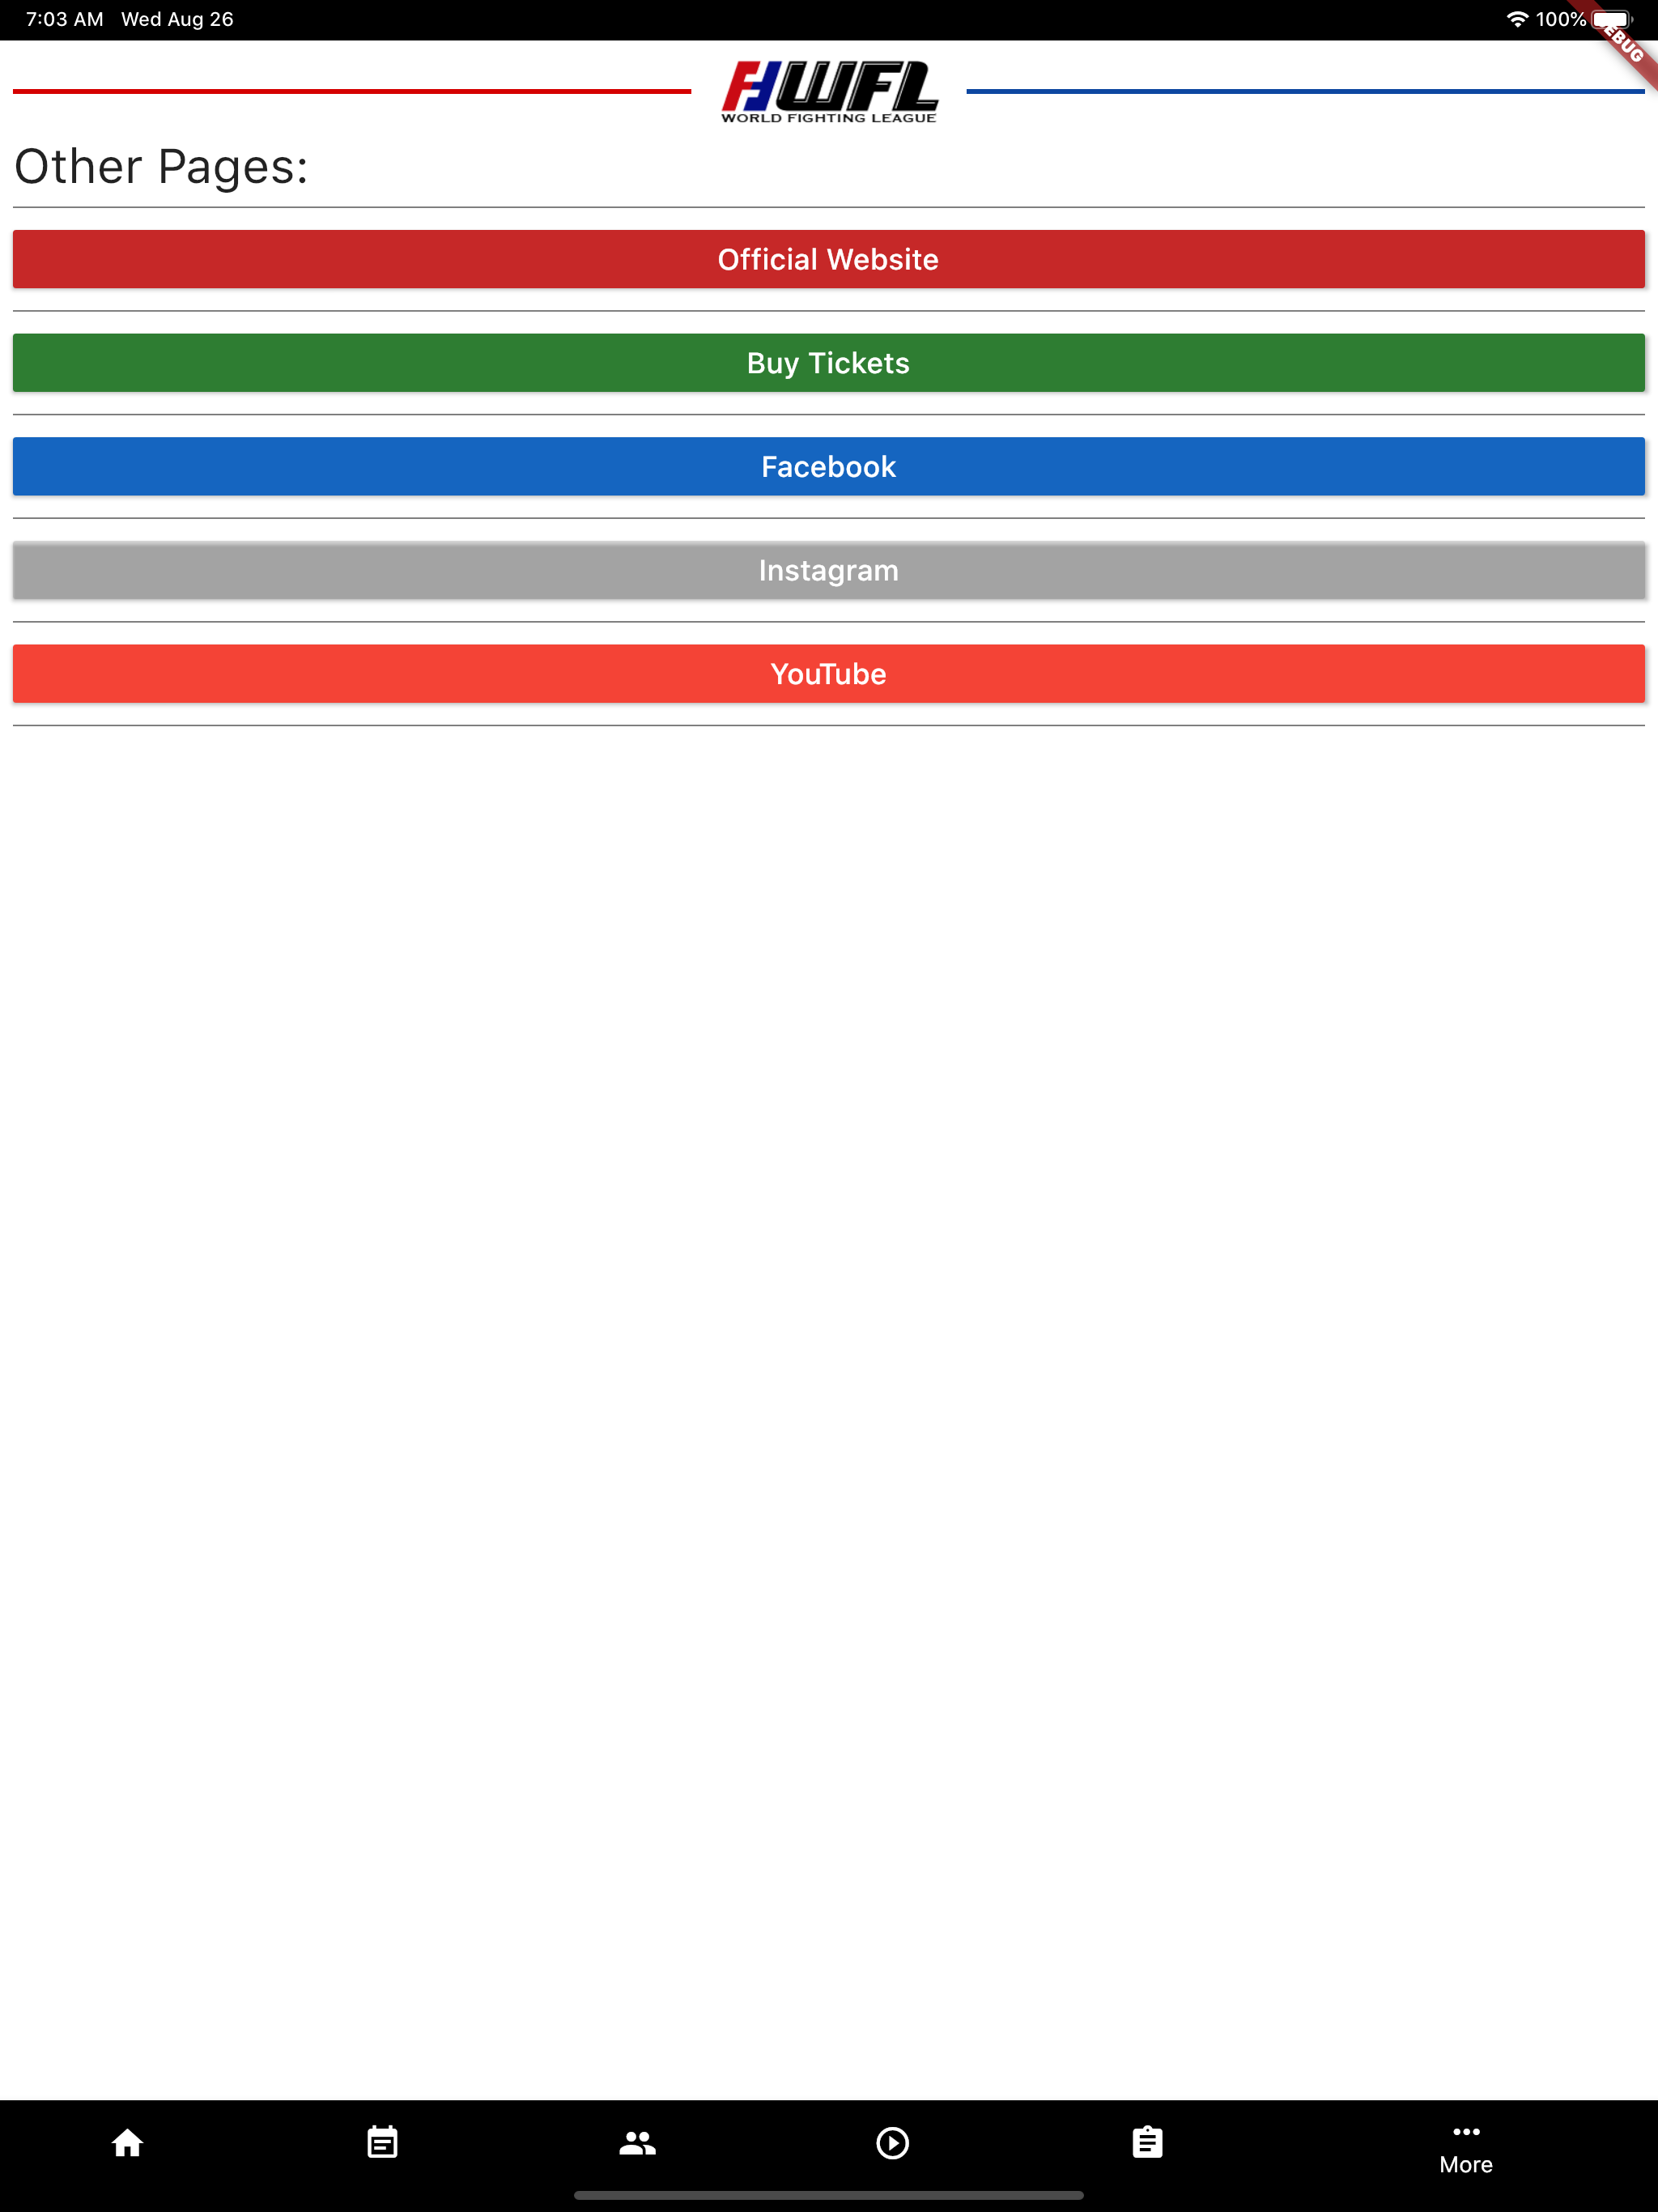 7:03 AM Wed Aug 26
100%
WFL
WORLD FIGHTING LEAGUE
Other Pages:
Official Website
Buy Tickets
Facebook
Instagram
YouTube
More